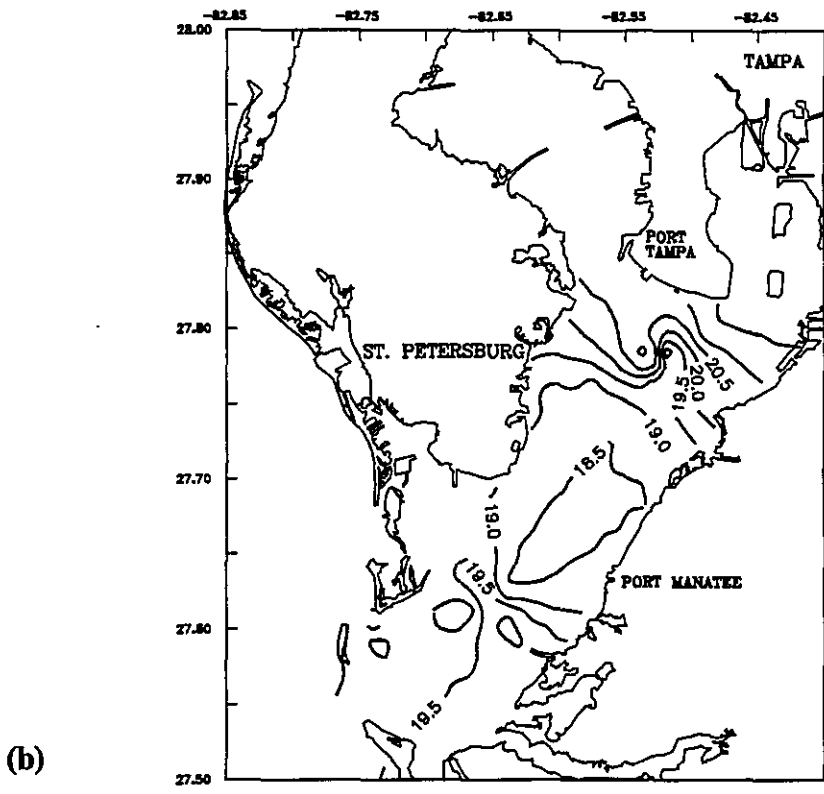 -82.85 -82.75 -82.65 -82.55 -82.45
28.00
TAMPA
27.90
PORT
TAMPA
27.80
ST. PETERSBURG
20.5
20.0
19.5
19.0
18.5
27.70
19.0
19.5
PORT MANATEE
27.60
19.5
(b)
27.50